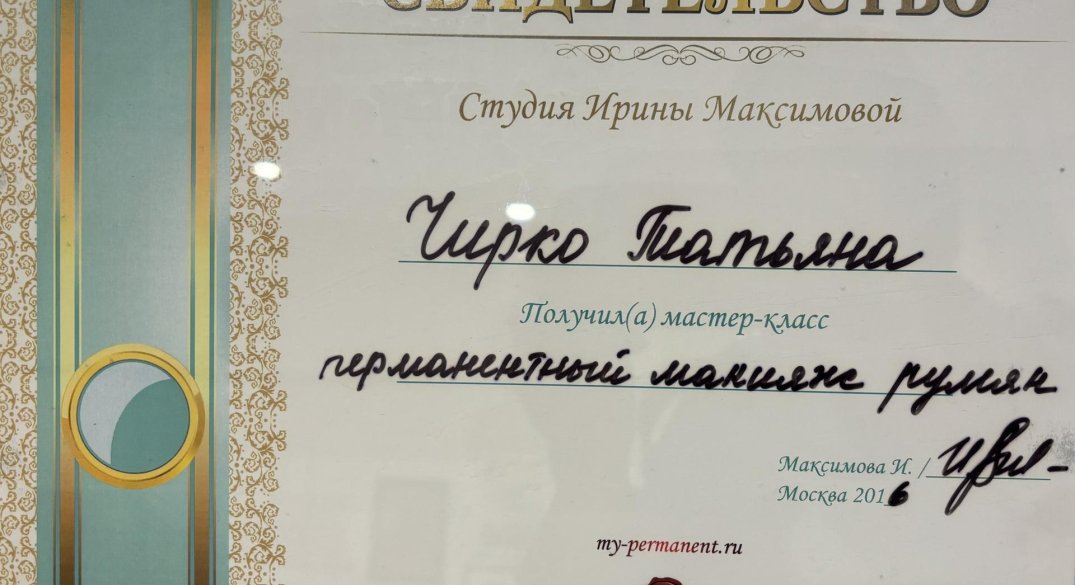 СВИДЕТЕЛЬСТВО
Студия Ирины Максимовой
Чирко Татьяна
Получил(а) мастер-класс
перманентный макияж румян
Максимова И. /
Москва 2016
my-permanent.ru